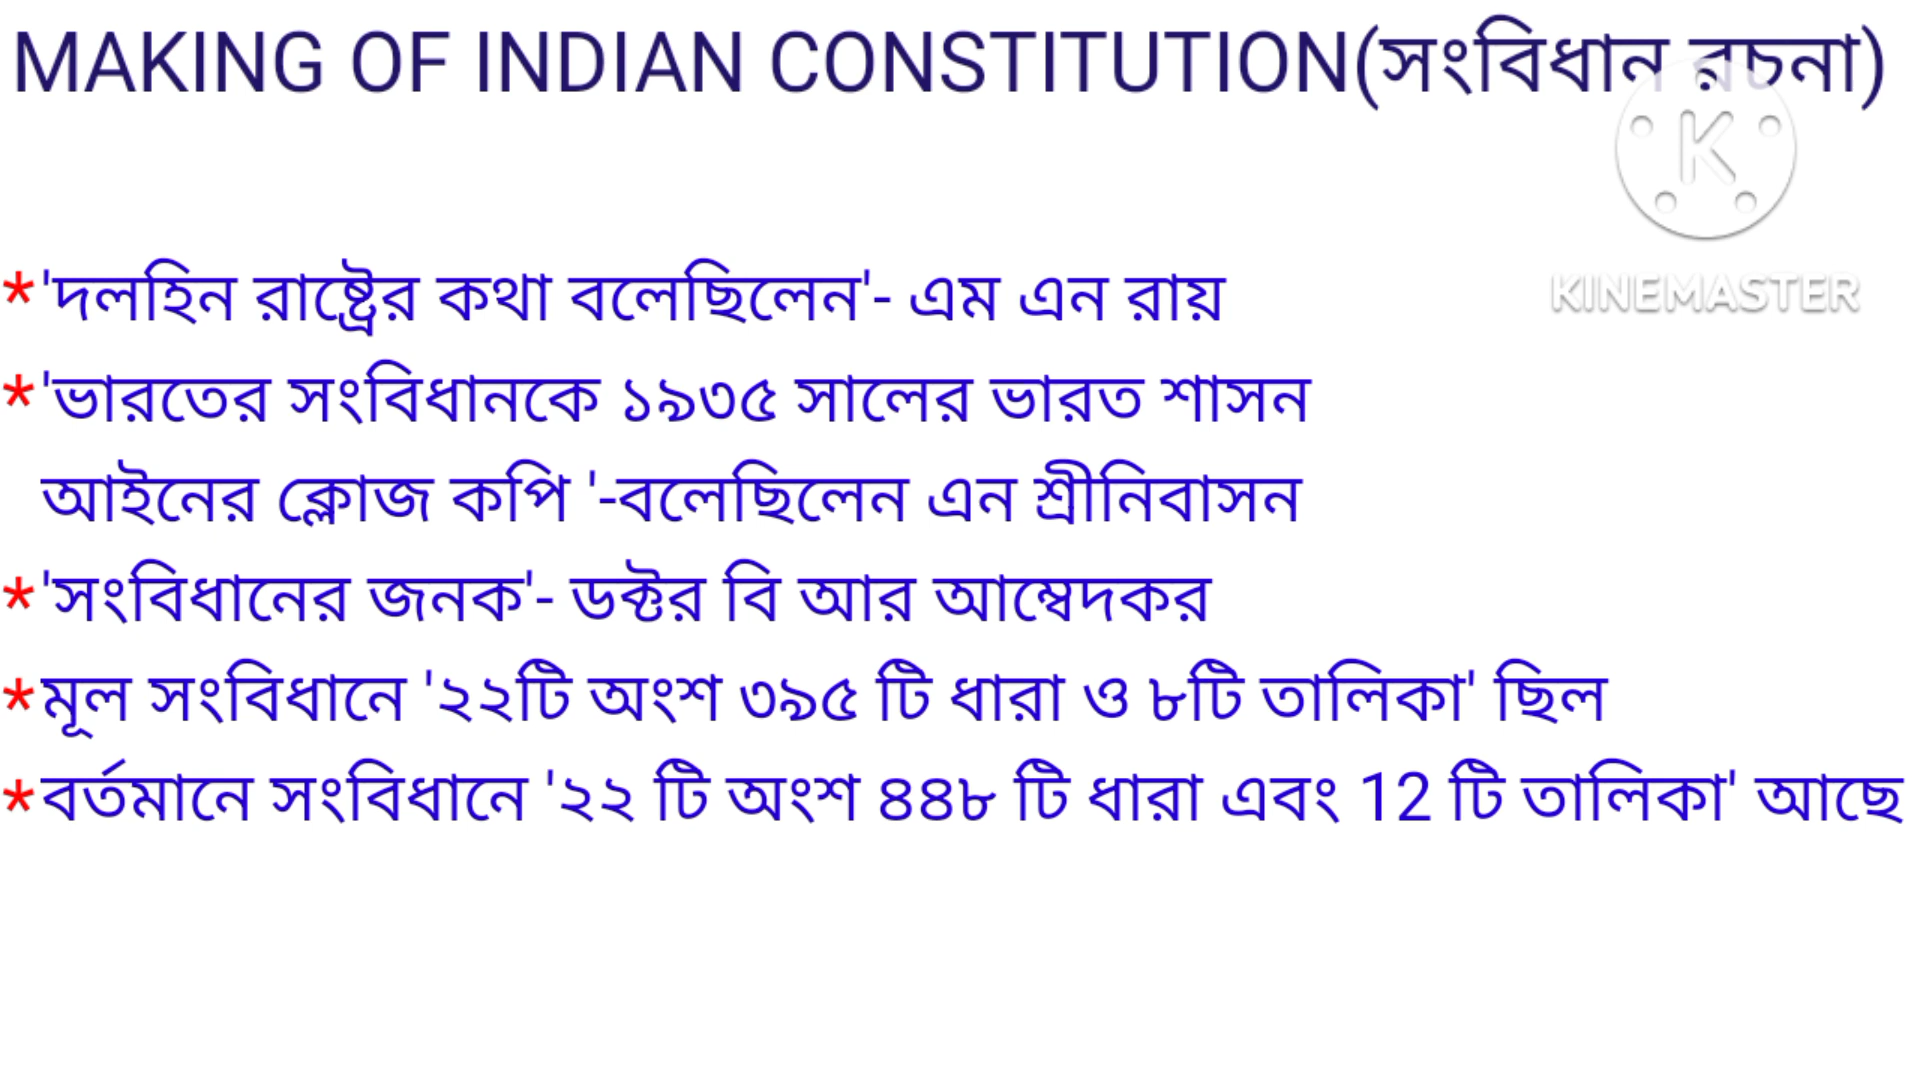 MAKING OF INDIAN CONSTITUTION(সংবিধান রচনা)
K
KINEMASTER
*'দলহিন রাষ্ট্রের কথা বলেছিলেন'- এম এন রায়
*'ভারতের সংবিধানকে ১৯৩৫ সালের ভারত শাসন
আইনের ক্লোজ কপি '-বলেছিলেন এন শ্রীনিবাসন
*'সংবিধানের জনক'- ডক্টর বি আর আম্বেদকর
*মূল সংবিধানে '২২টি অংশ ৩৯৫ টি ধারা ও ৮টি তালিকা' ছিল
*বর্তমানে সংবিধানে '২২ টি অংশ ৪৪৮ টি ধারা এবং 12 টি তালিকা' আছে